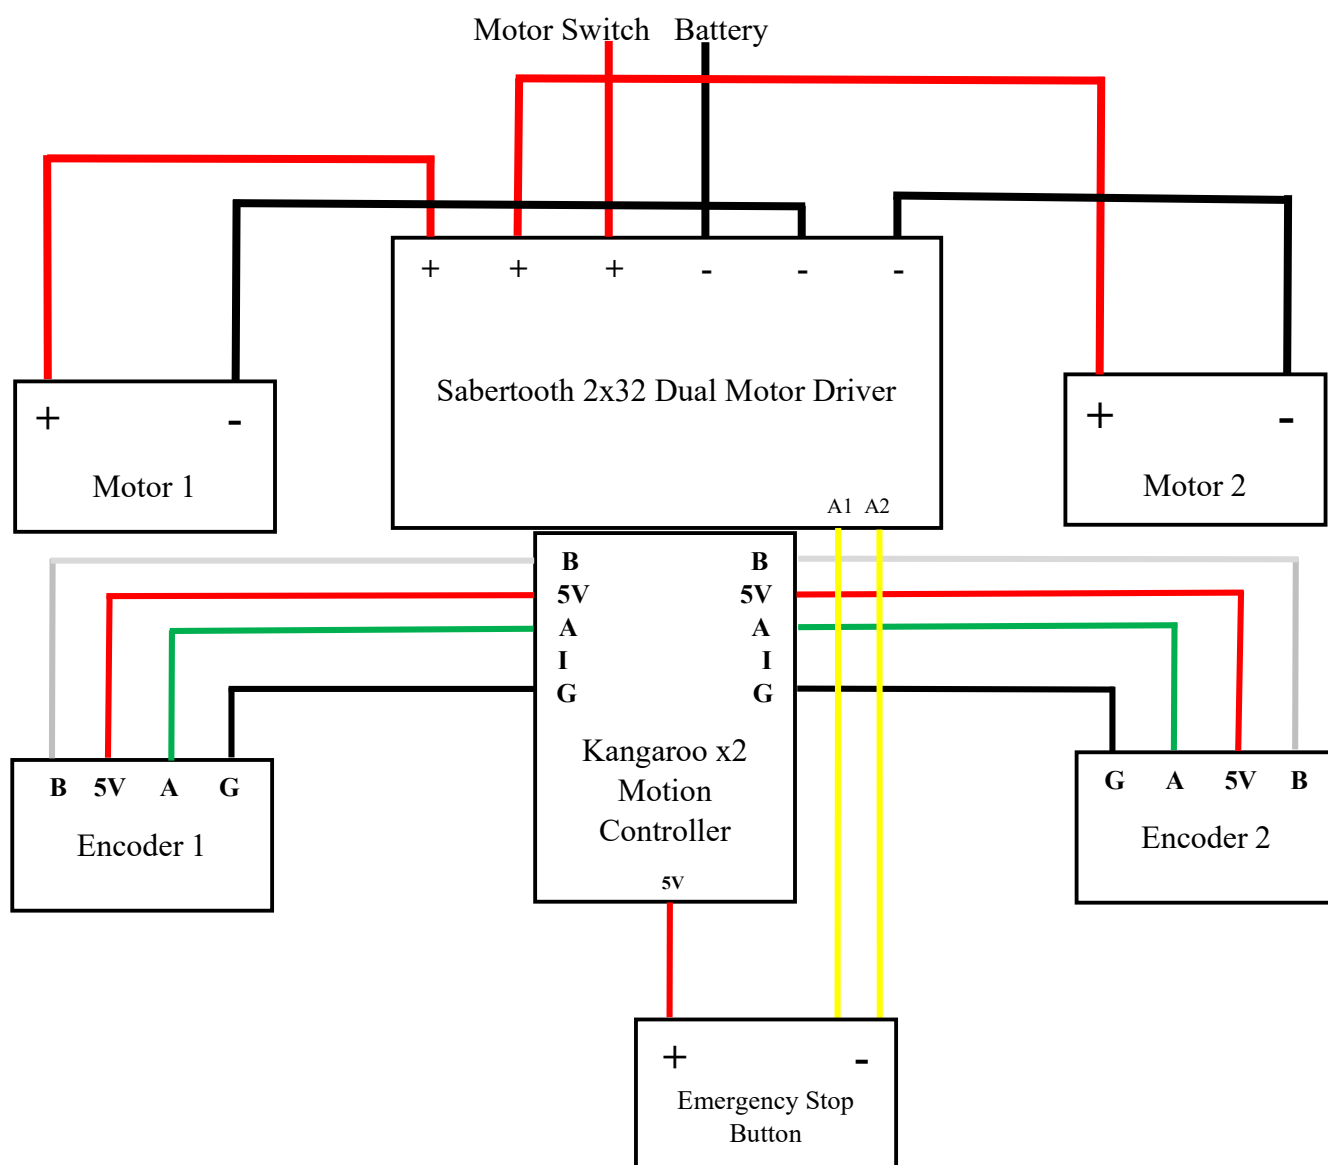 Motor Switch Battery
+ + + - - -
Sabertooth 2x32 Dual Motor Driver
A1 A2
+ -
Motor 1
+ -
Motor 2
B B
5V 5V
A A
I I
G G
Kangaroo x2
Motion
Controller
5V
B 5V A G
Encoder 1
G A 5V B
Encoder 2
+ -
Emergency Stop
Button